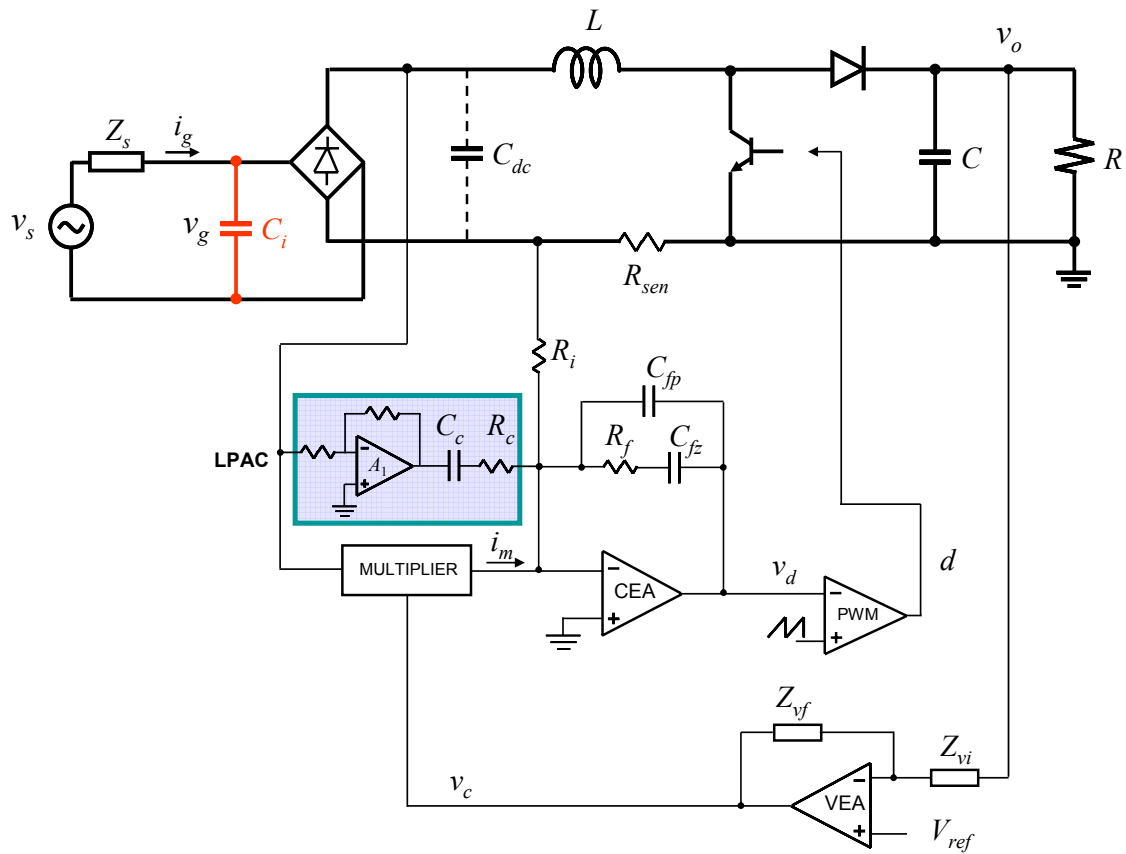 L
v_o
Z_s
i_g
C_dc
C
R
v_s
v_g
C_i
R_sen
R_i
C_fp
C_c
R_c
R_f
C_fz
LPAC
A_1
i_m
MULTIPLIER
CEA
v_d
d
PWM
Z_vf
Z_vi
v_c
VEA
V_ref